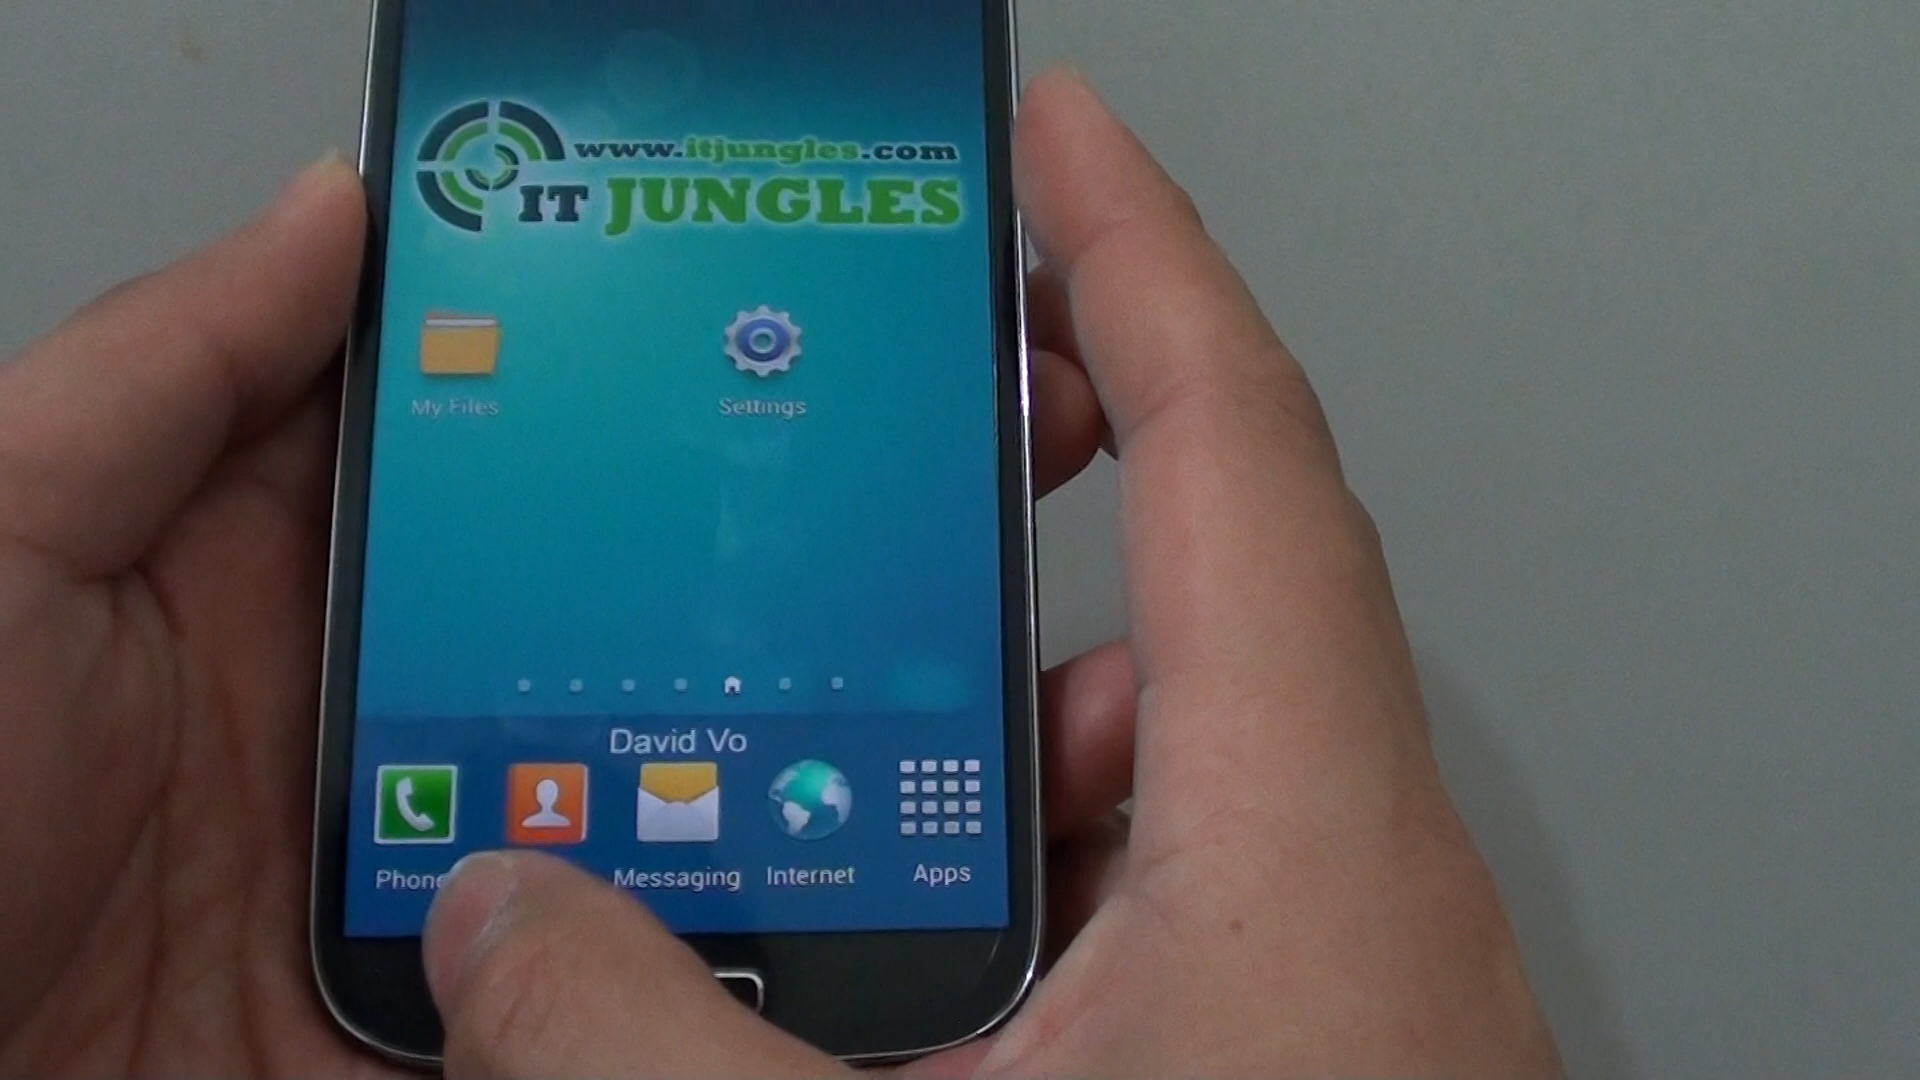 www.itjungles.com
IT JUNGLES
My Files
Settings
David Vo
Phone
Messaging
Internet
Apps